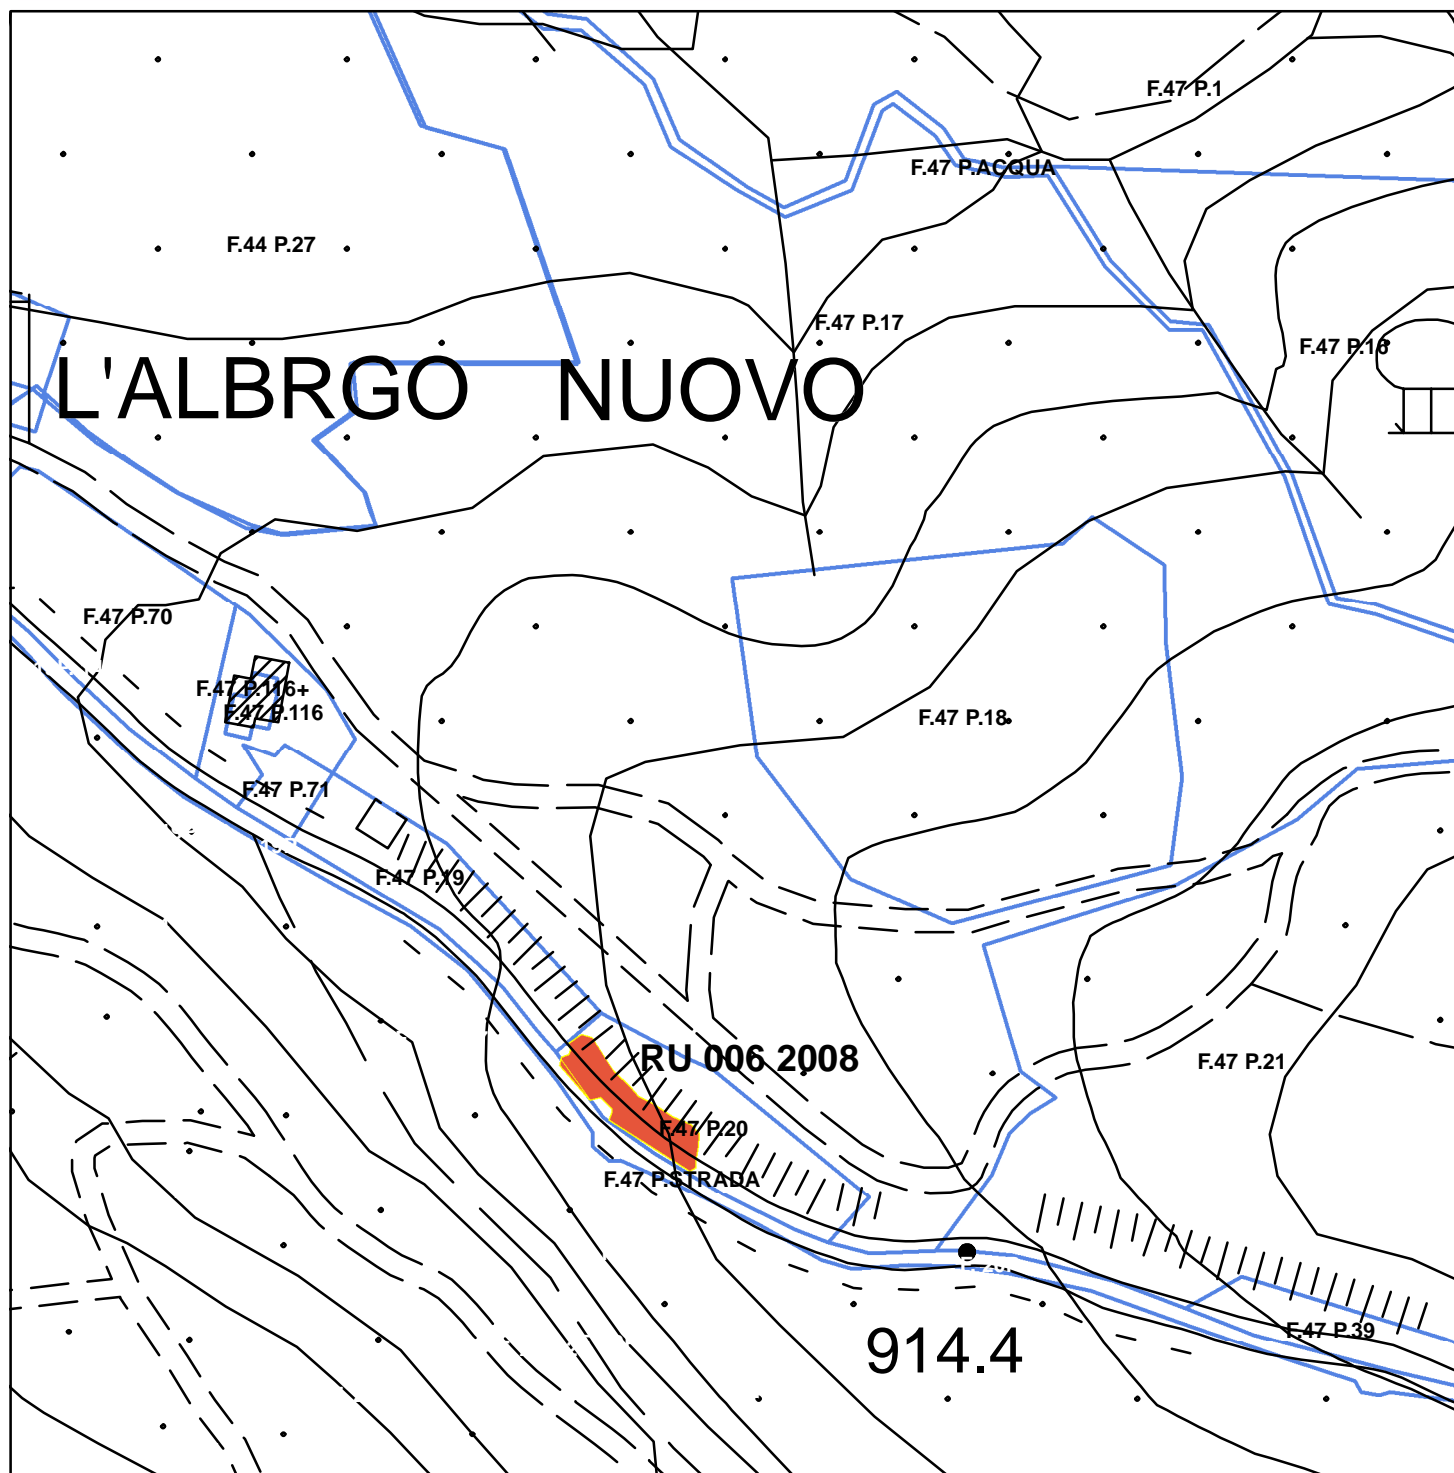 F.47 P.1
F.47 P.ACQUA
F.44 P.27
F.47 P.17
F.47 P.16
L'ALBRGO NUOVO
F.47 P.70
F.47 P.116+
F.47 P.116
F.47 P.18
F.47 P.71
F.47 P.19
RU 006 2008
F.47 P.21
F.47 P.20
F.47 P.STRADA
F.47 P.39
914.4